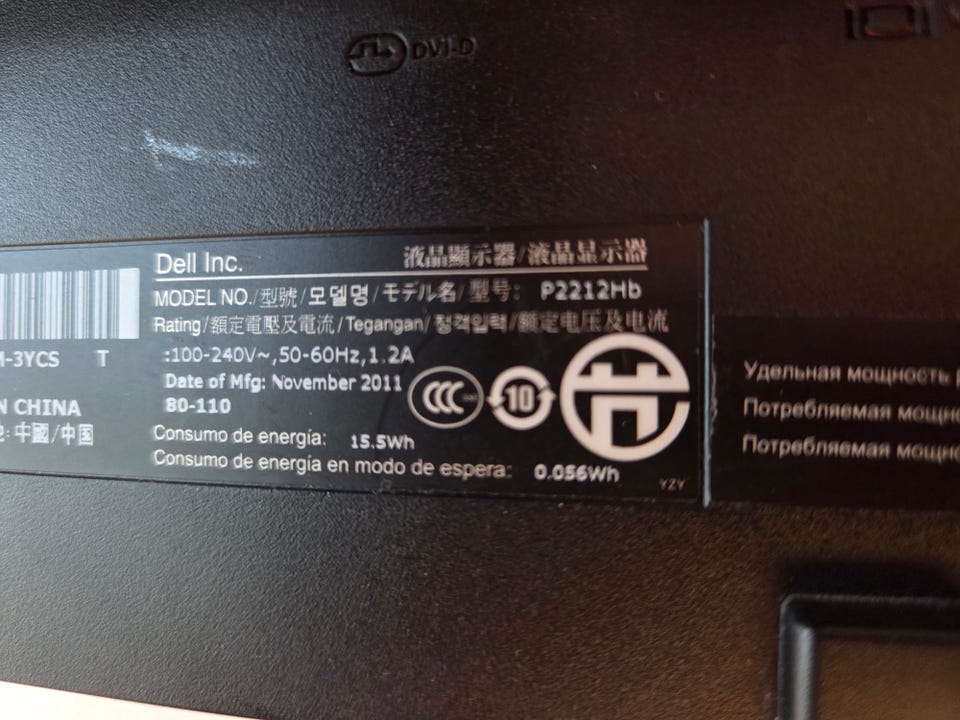 DVI-D
Dell Inc. 液晶顯示器/液晶显示器
MODEL NO./型號/모델명/モデル名/型号: P2212Hb
Rating/額定電壓及電流/Tegangan/정격입력/额定电压及电流
:100-240V~,50-60Hz,1.2A
Date of Mfg: November 2011
80-110
CCC
10
Consumo de energía: 15.5Wh
Consumo de energía en modo de espera: 0.056Wh
YZY
-3YCS T
CHINA
中國/中国
Удельная мощность
Потребляемая
Потребляемая